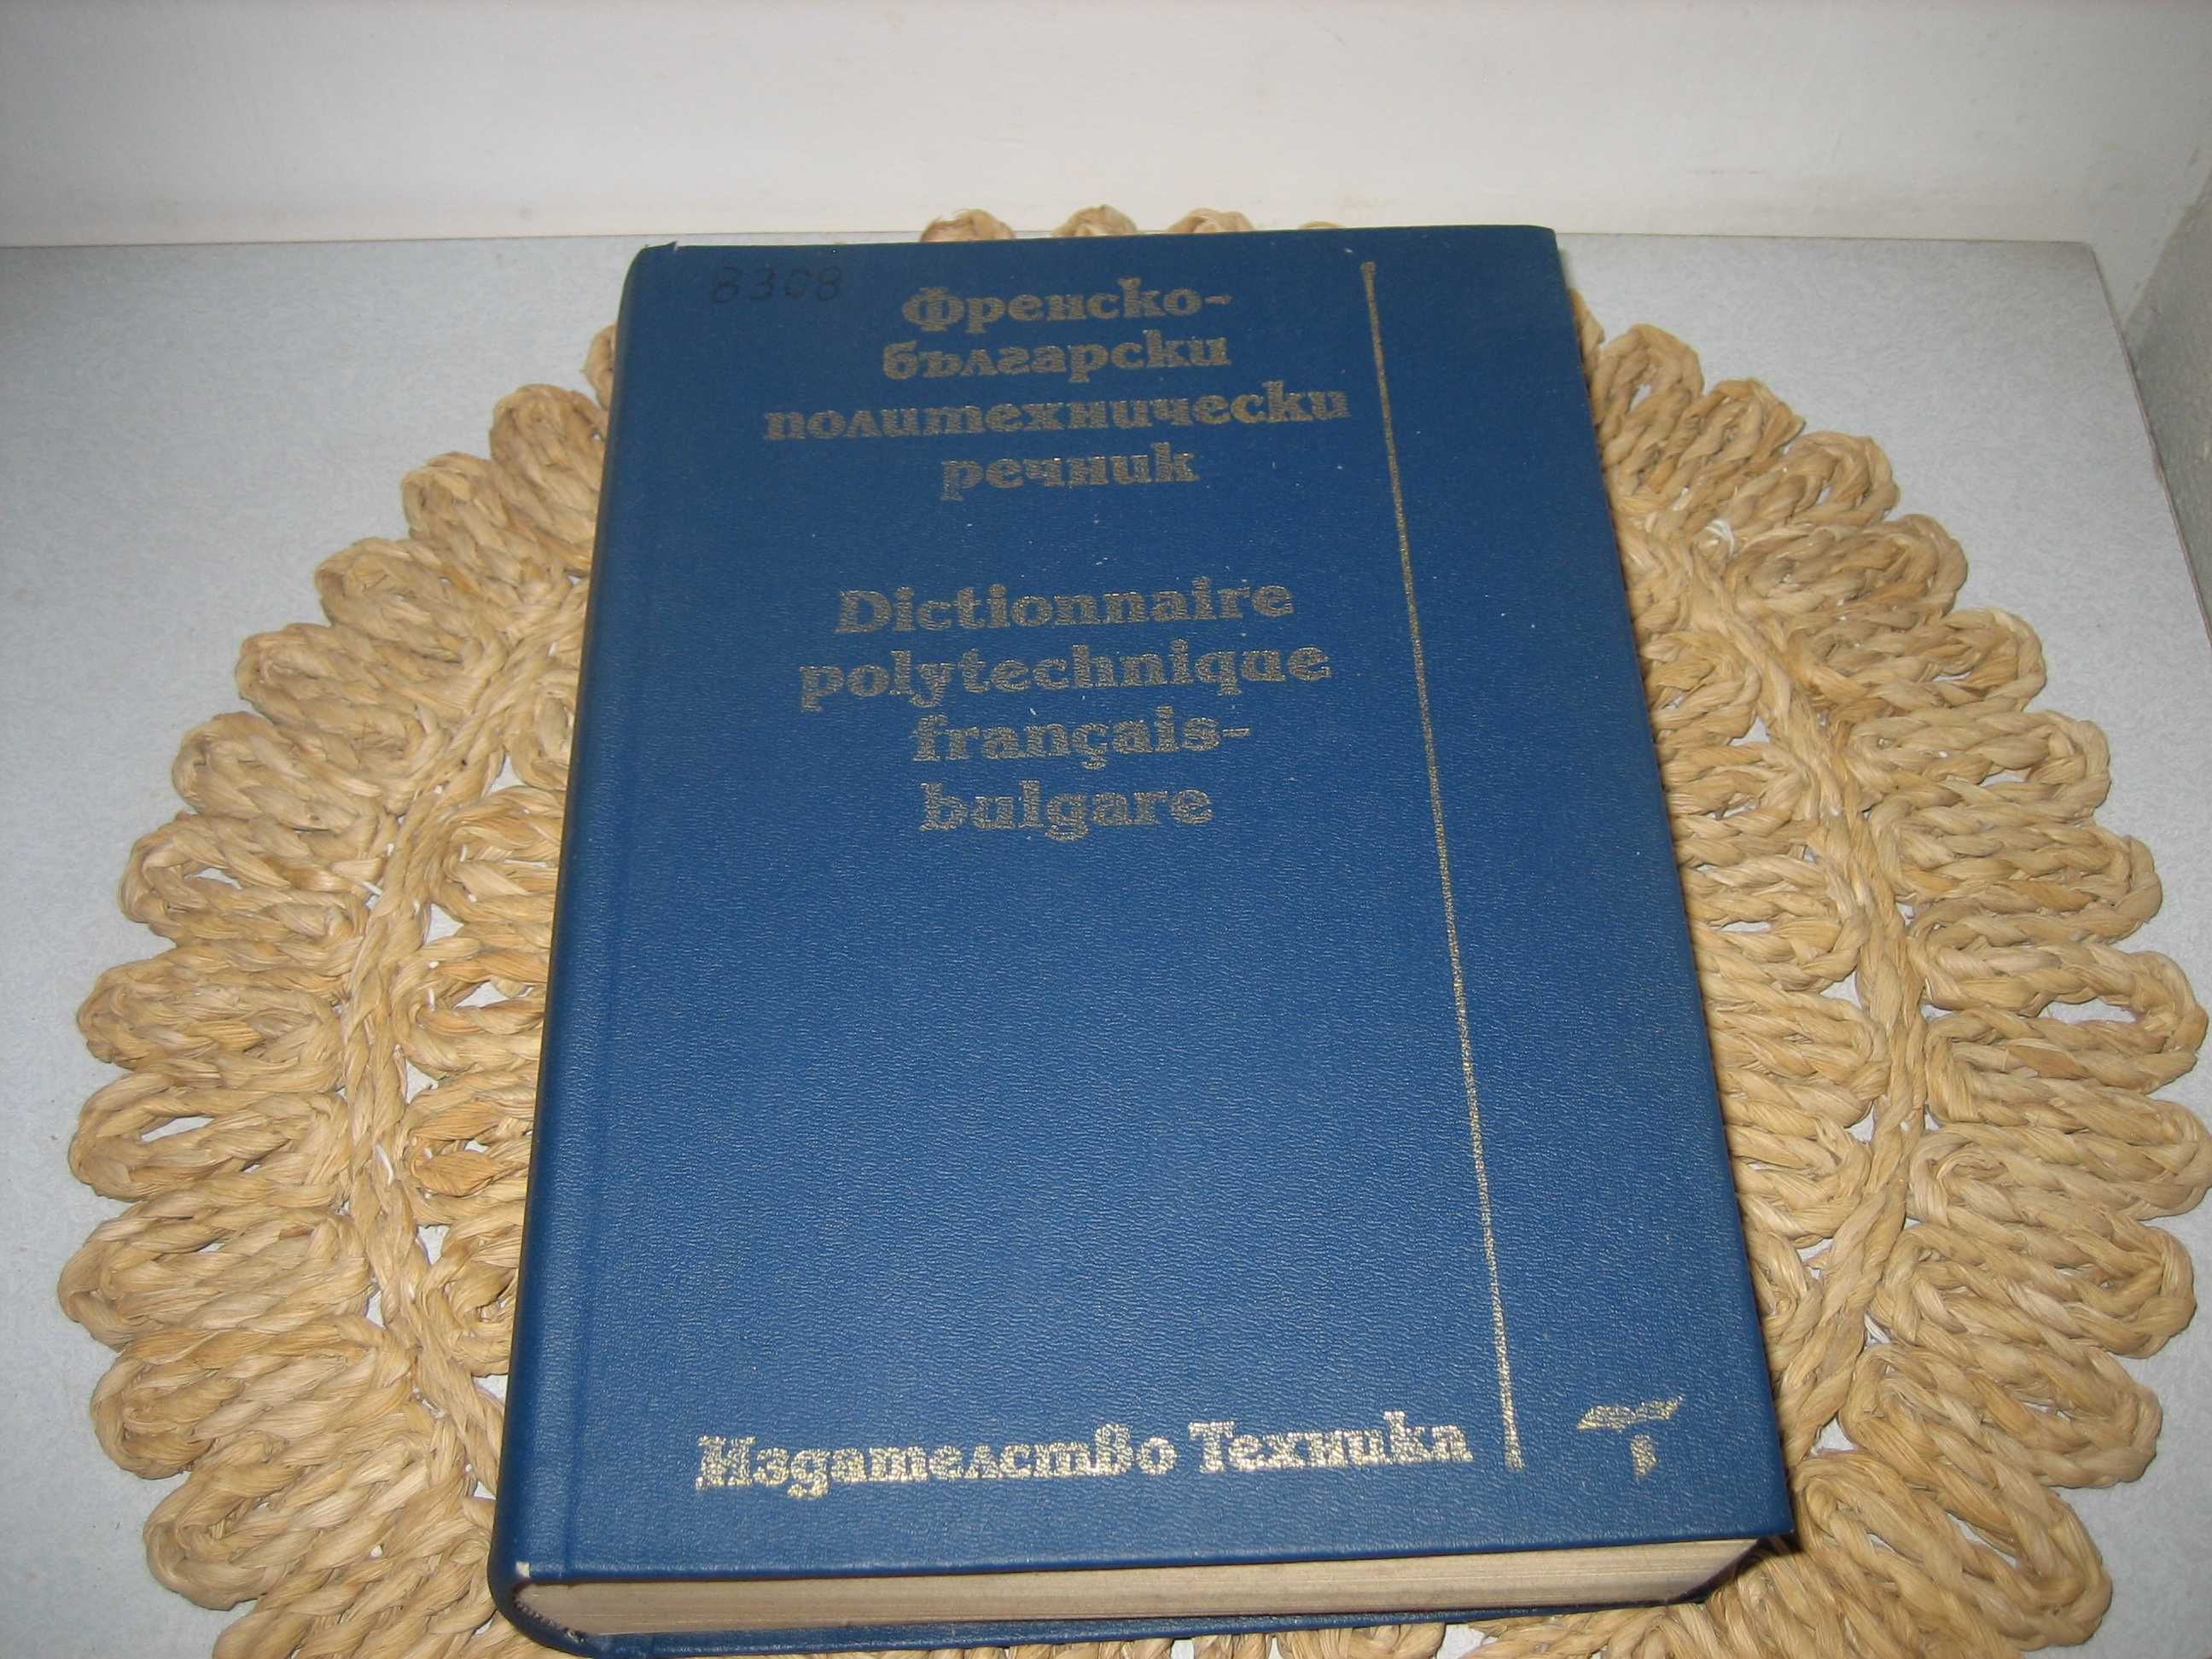 8308
Френско-
български
политехнически
речник
Dictionnaire
polytechnique
français-
bulgare
Издателство Техника